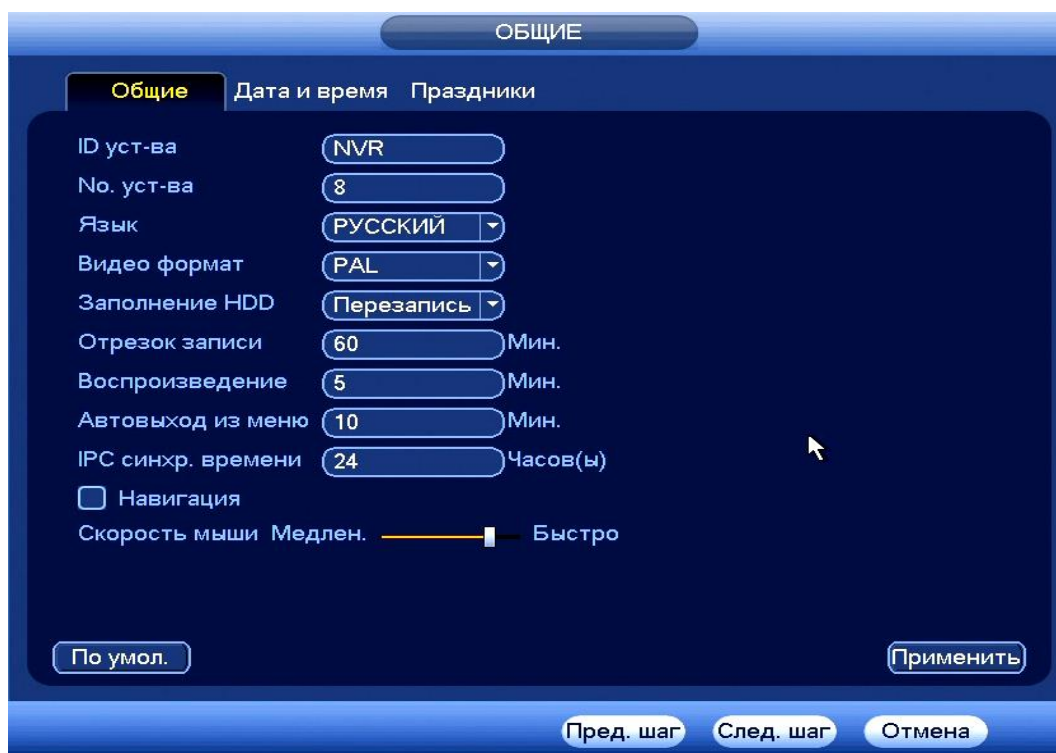 ОБЩИЕ
Общие Дата и время Праздники
ID уст-ва NVR
No. уст-ва 8
Язык РУССКИЙ
Видео формат PAL
Заполнение HDD Перезапись
Отрезок записи 60 Мин.
Воспроизведение 5 Мин.
Автовыход из меню 10 Мин.
IPC синхр. времени 24 Часов(ы)
Навигация
Скорость мыши Медлен. Быстро
По умол. Применить
Пред. шаг След. шаг Отмена